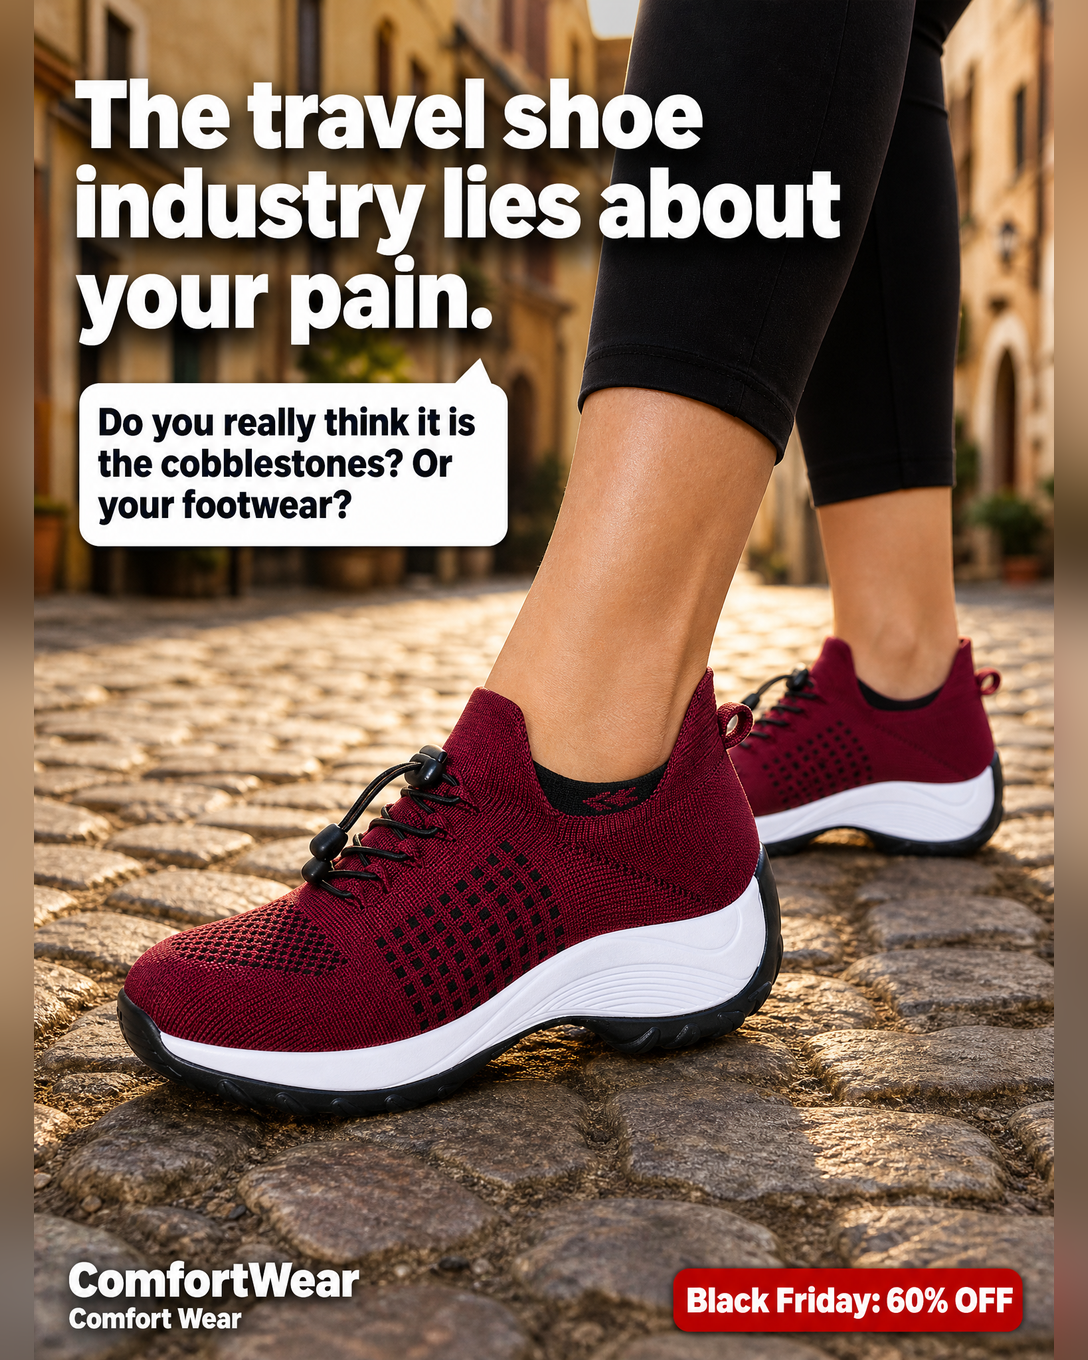 The travel shoe
industry lies about
your pain.
Do you really think it is
the cobblestones? Or
your footwear?
ComfortWear
Comfort Wear
Black Friday: 60% OFF